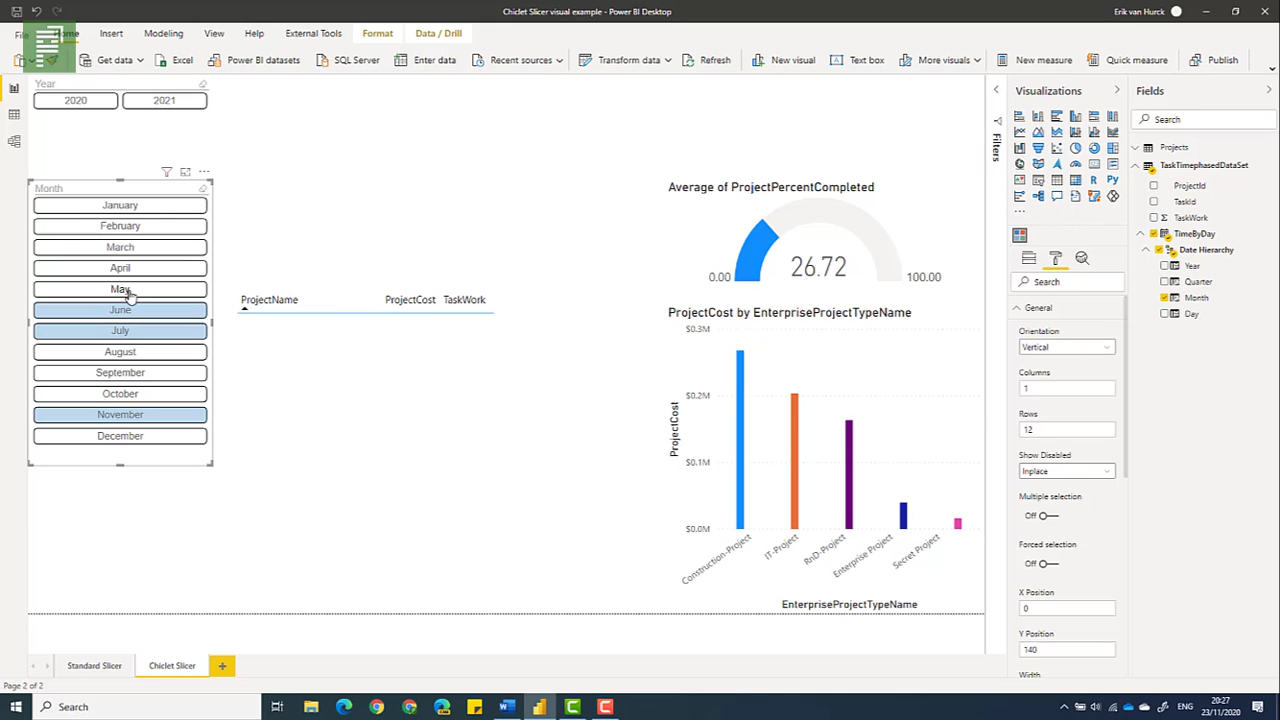 Chiclet Slicer visual example - Power BI Desktop
Erik van Hurck
Home
Insert
Modeling
View
Help
External Tools
Format
Data / Drill
Get data
Excel
Power BI datasets
SQL Server
Enter data
Recent sources
Transform data
Refresh
New visual
Text box
More visuals
New measure
Quick measure
Publish
Year
2020
2021
Month
January
February
March
April
May
June
July
August
September
October
November
December
ProjectName
ProjectCost
TaskWork
Average of ProjectPercentCompleted
26.72
0.00
100.00
ProjectCost by EnterpriseProjectTypeName
$0.3M
$0.2M
$0.1M
$0.0M
ProjectCost
Construction-Project
IT-Project
RnD-Project
Enterprise Project
Secret Project
EnterpriseProjectTypeName
Filters
Visualizations
R
Py
Search
General
Orientation
Vertical
Columns
1
Rows
12
Show Disabled
Inplace
Multiple selection
Off
Forced selection
Off
X Position
0
Y Position
140
Width
Fields
Search
Projects
TaskTimephasedDataSet
ProjectId
TaskId
TaskWork
TimeByDay
Date Hierarchy
Year
Quarter
Month
Day
Standard Slicer
Chiclet Slicer
Page 2 of 2
Search
ENG
20:27
23/11/2020